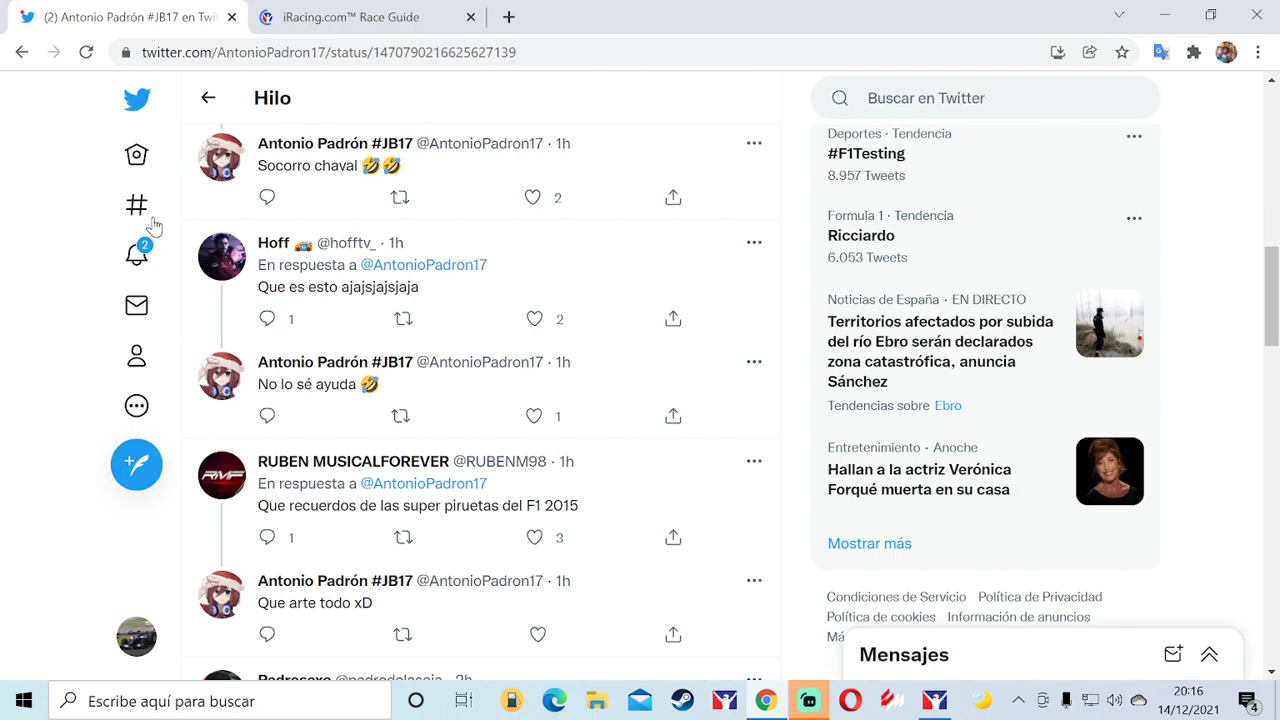 (2) Antonio Padrón #JB17 en Twit
iRacing.com™ Race Guide
twitter.com/AntonioPadron17/status/1470790216625627139
Hilo
Buscar en Twitter
Antonio Padrón #JB17 @AntonioPadron17 · 1h
Socorro chaval 🤣🤣
2
Hoff 🚗 @hofftv_ · 1h
En respuesta a @AntonioPadron17
Que es esto ajajsjajsjaja
1 2
Antonio Padrón #JB17 @AntonioPadron17 · 1h
No lo sé ayuda 🤣
1
RUBEN MUSICALFOREVER @RUBENM98 · 1h
En respuesta a @AntonioPadron17
Que recuerdos de las super piruetas del F1 2015
1 3
Antonio Padrón #JB17 @AntonioPadron17 · 1h
Que arte todo xD
2
RMF
Deportes · Tendencia
#F1Testing
8.957 Tweets
Formula 1 · Tendencia
Ricciardo
6.053 Tweets
Noticias de España · EN DIRECTO
Territorios afectados por subida
del río Ebro serán declarados
zona catastrófica, anuncia
Sánchez
Tendencias sobre Ebro
Entretenimiento · Anoche
Hallan a la actriz Verónica
Forqué muerta en su casa
Mostrar más
Condiciones de Servicio Política de Privacidad
Política de cookies Información de anuncios
Má
Mensajes
Escribe aquí para buscar
20:16
14/12/2021
4